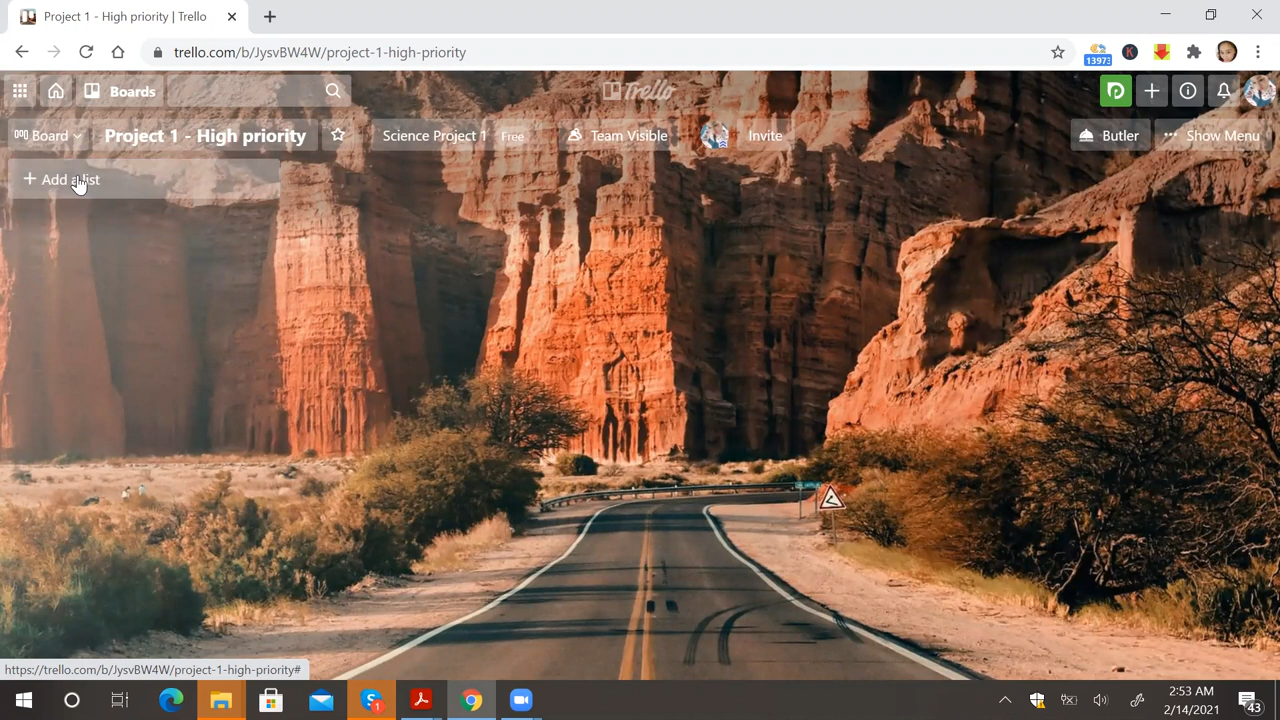 Project 1 - High priority | Trello
trello.com/b/JysvBW4W/project-1-high-priority
13973
K
Boards
Trello
Board
Project 1 - High priority
Science Project 1 Free
Team Visible
Invite
Butler
Show Menu
+ Add a list
https://trello.com/b/JysvBW4W/project-1-high-priority#
1
2:53 AM
2/14/2021
43